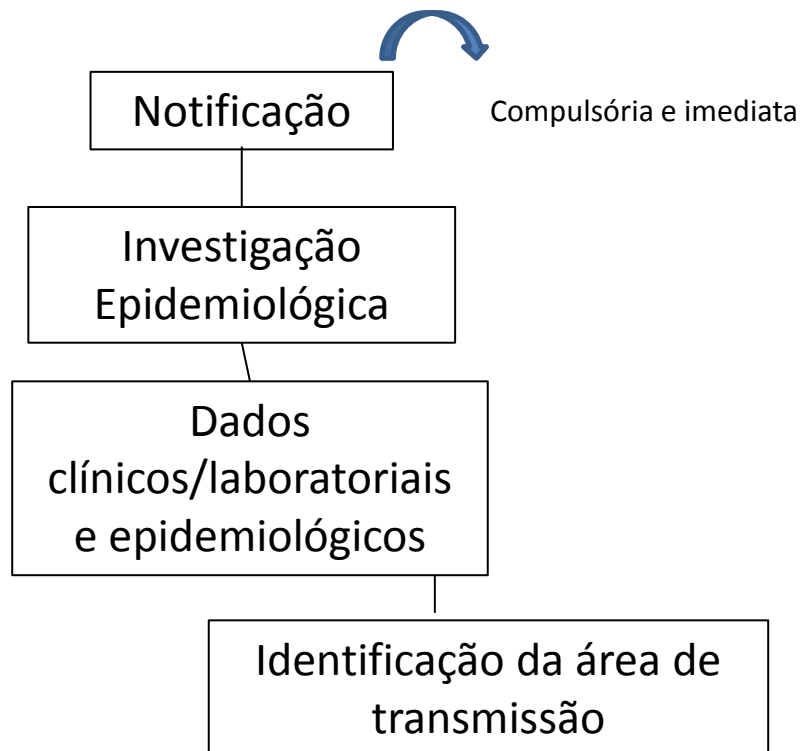 Notificação
Compulsória e imediata
Investigação
Epidemiológica
Dados
clínicos/laboratoriais
e epidemiológicos
Identificação da área de
transmissão